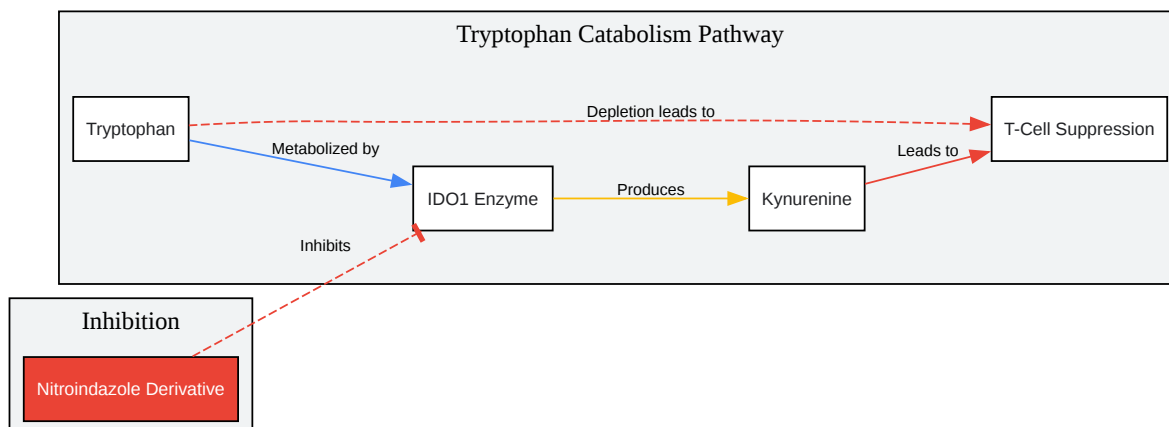 Tryptophan Catabolism Pathway
Tryptophan
Depletion leads to
T-Cell Suppression
Metabolized by
Leads to
IDO1 Enzyme
Produces
Kynurenine
Inhibits
Inhibition
Nitroindazole Derivative